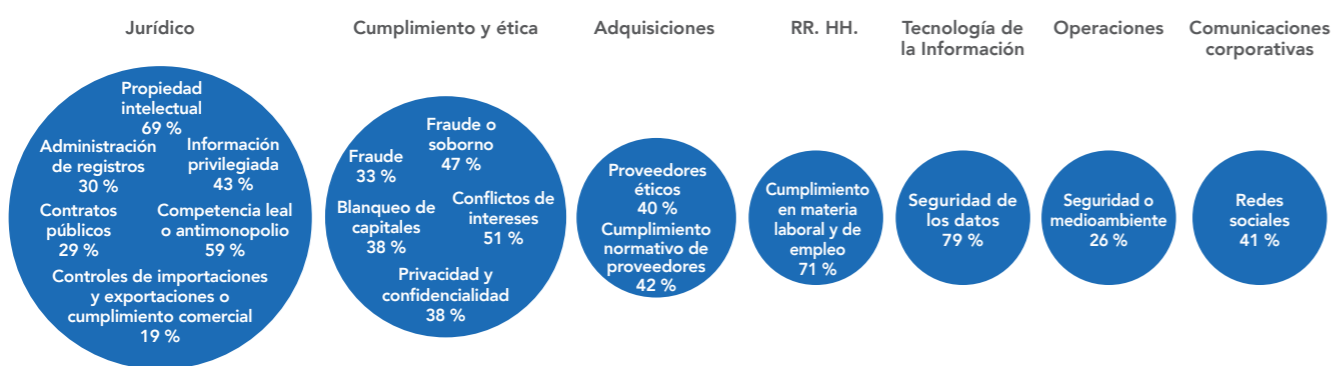 Jurídico
Cumplimiento y ética
Adquisiciones
RR. HH.
Tecnología de
la Información
Operaciones
Comunicaciones
corporativas
Propiedad
intelectual
69 %
Administración
de registros
30 %
Información
privilegiada
43 %
Contratos
públicos
29 %
Competencia leal
o antimonopolio
59 %
Controles de importaciones
y exportaciones o
cumplimiento comercial
19 %
Fraude o
soborno
47 %
Fraude
33 %
Blanqueo de
capitales
38 %
Conflictos de
intereses
51 %
Privacidad y
confidencialidad
38 %
Proveedores
éticos
40 %
Cumplimiento
normativo de
proveedores
42 %
Cumplimiento
en materia
laboral y de
empleo
71 %
Seguridad de
los datos
79 %
Seguridad o
medioambiente
26 %
Redes
sociales
41 %